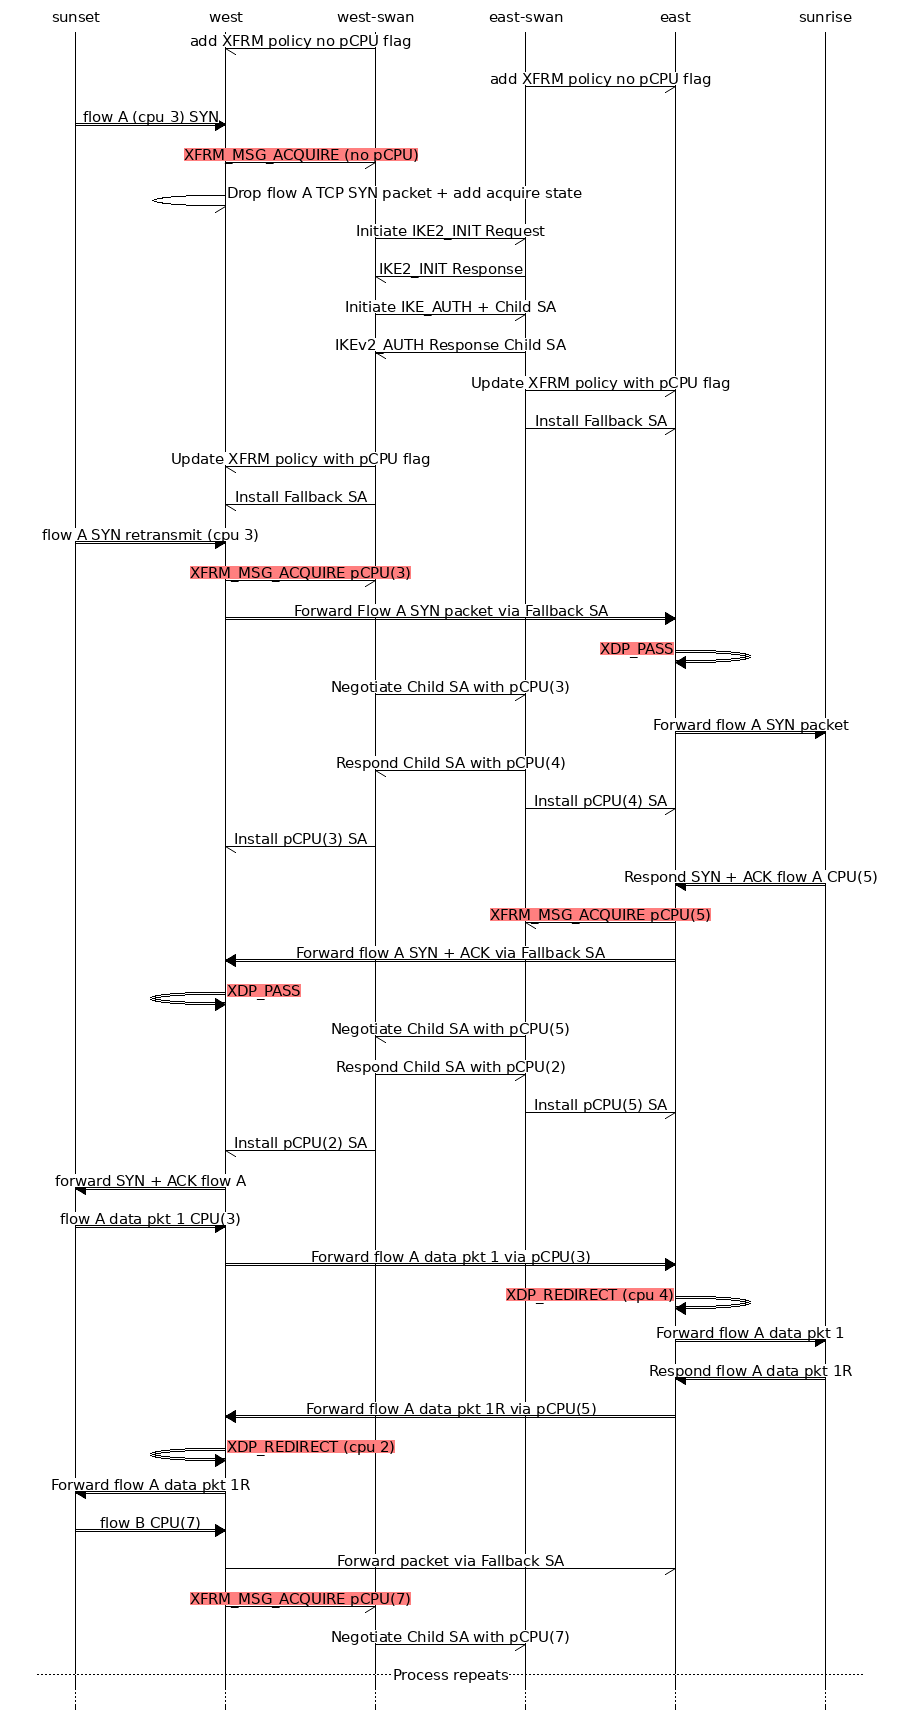 sunset west west-swan east-swan east sunrise
add XFRM policy no pCPU flag
add XFRM policy no pCPU flag
flow A (cpu 3) SYN
XFRM_MSG_ACQUIRE (no pCPU)
Drop flow A TCP SYN packet + add acquire state
Initiate IKE2_INIT Request
IKE2_INIT Response
Initiate IKE_AUTH + Child SA
IKEv2_AUTH Response Child SA
Update XFRM policy with pCPU flag
Install Fallback SA
Update XFRM policy with pCPU flag
Install Fallback SA
flow A SYN retransmit (cpu 3)
XFRM_MSG_ACQUIRE pCPU(3)
Forward Flow A SYN packet via Fallback SA
XDP_PASS
Negotiate Child SA with pCPU(3)
Forward flow A SYN packet
Respond Child SA with pCPU(4)
Install pCPU(4) SA
Install pCPU(3) SA
Respond SYN + ACK flow A CPU(5)
XFRM_MSG_ACQUIRE pCPU(5)
Forward flow A SYN + ACK via Fallback SA
XDP_PASS
Negotiate Child SA with pCPU(5)
Respond Child SA with pCPU(2)
Install pCPU(5) SA
Install pCPU(2) SA
forward SYN + ACK flow A
flow A data pkt 1 CPU(3)
Forward flow A data pkt 1 via pCPU(3)
XDP_REDIRECT (cpu 4)
Forward flow A data pkt 1
Respond flow A data pkt 1R
Forward flow A data pkt 1R via pCPU(5)
XDP_REDIRECT (cpu 2)
Forward flow A data pkt 1R
flow B CPU(7)
Forward packet via Fallback SA
XFRM_MSG_ACQUIRE pCPU(7)
Negotiate Child SA with pCPU(7)
Process repeats